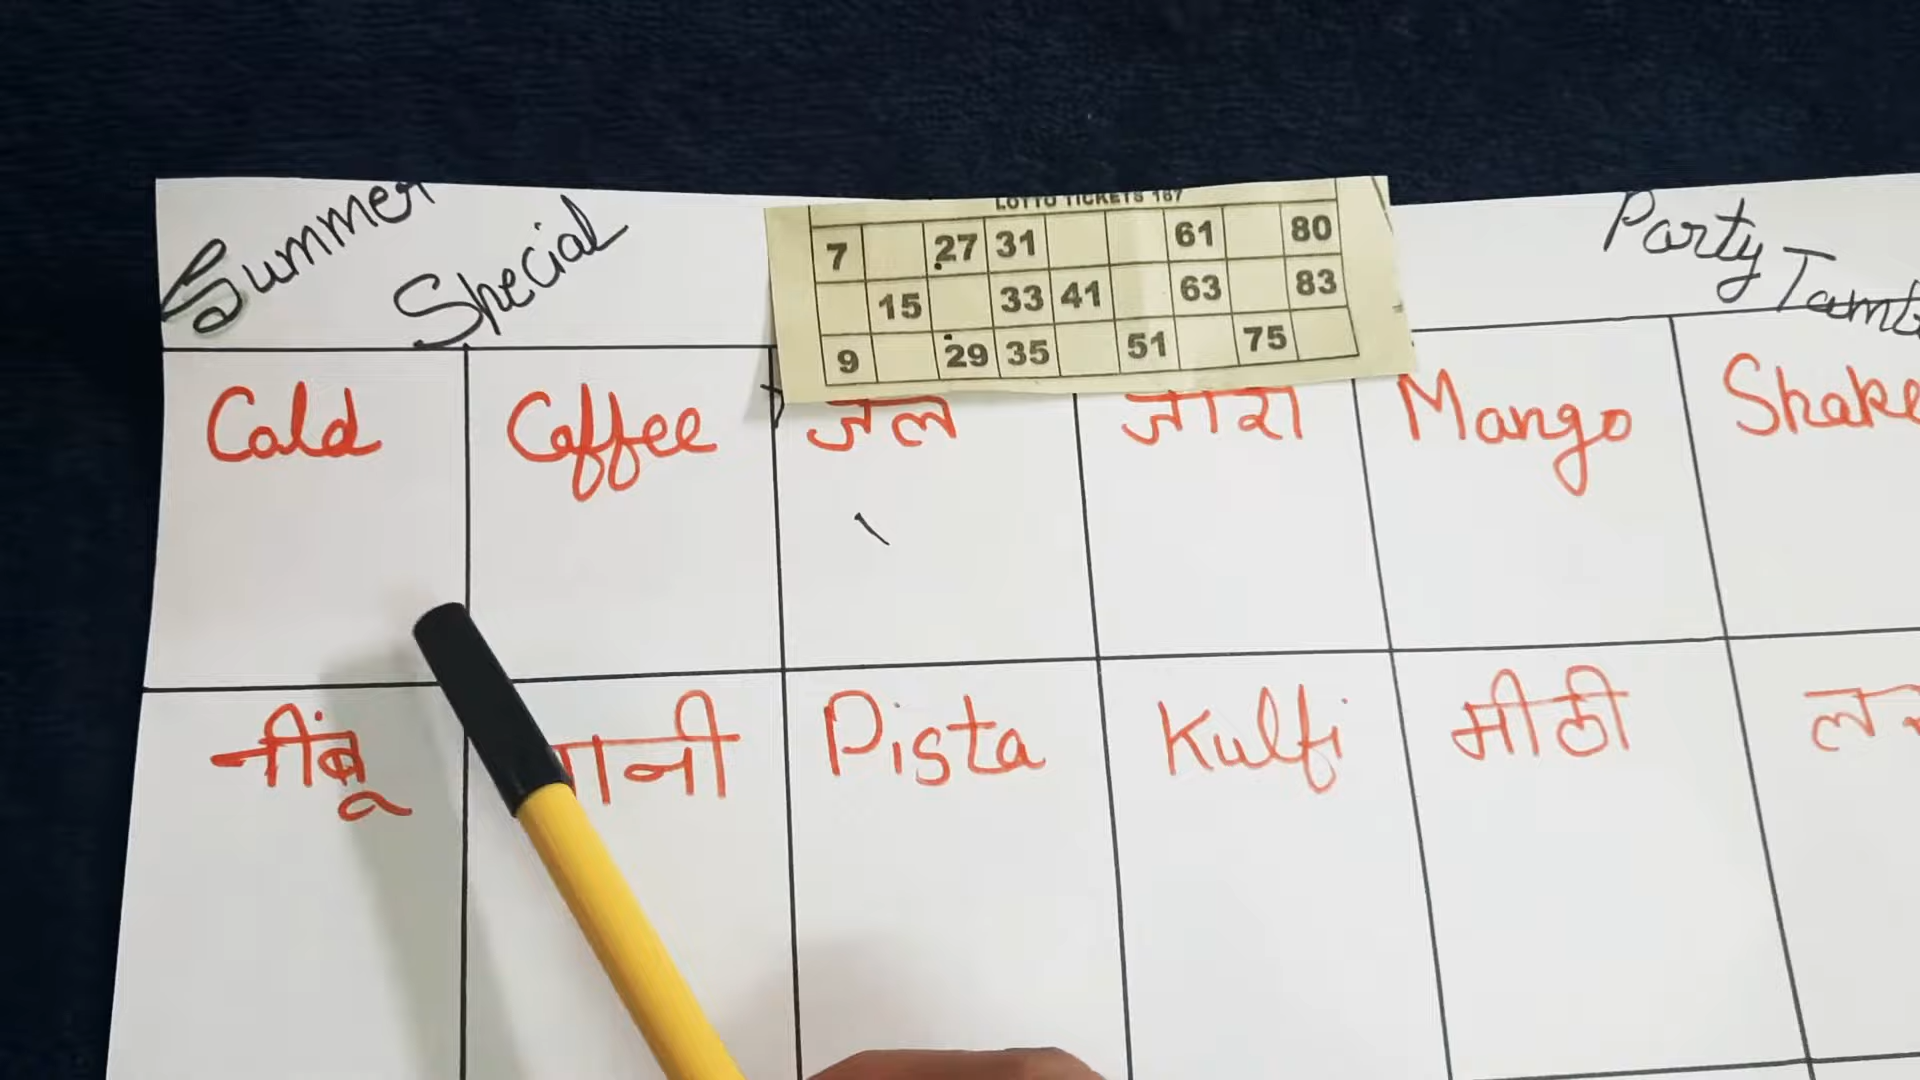 Summer
Special
LOTTO TICKETS 187
7 27 31 61 80
15 33 41 63 83
9 29 35 51 75
Party
Cold Coffee जल जारा Mango Shake
नींबू पानी Pista Kulfi मीठी